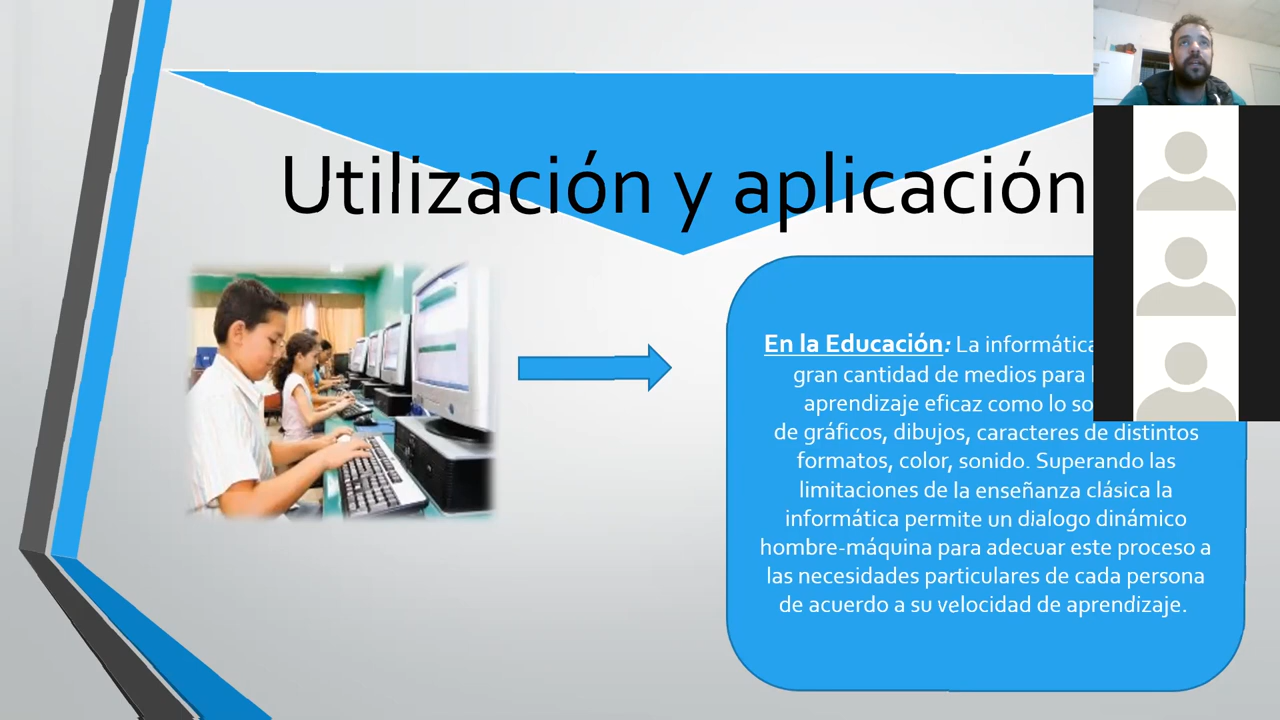 Utilización y aplicación
En la Educación: La informática
gran cantidad de medios para
aprendizaje eficaz como lo
de gráficos, dibujos, caracteres de distintos
formatos, color, sonido. Superando las
limitaciones de la enseñanza clásica la
informática permite un dialogo dinámico
hombre-máquina para adecuar este proceso a
las necesidades particulares de cada persona
de acuerdo a su velocidad de aprendizaje.